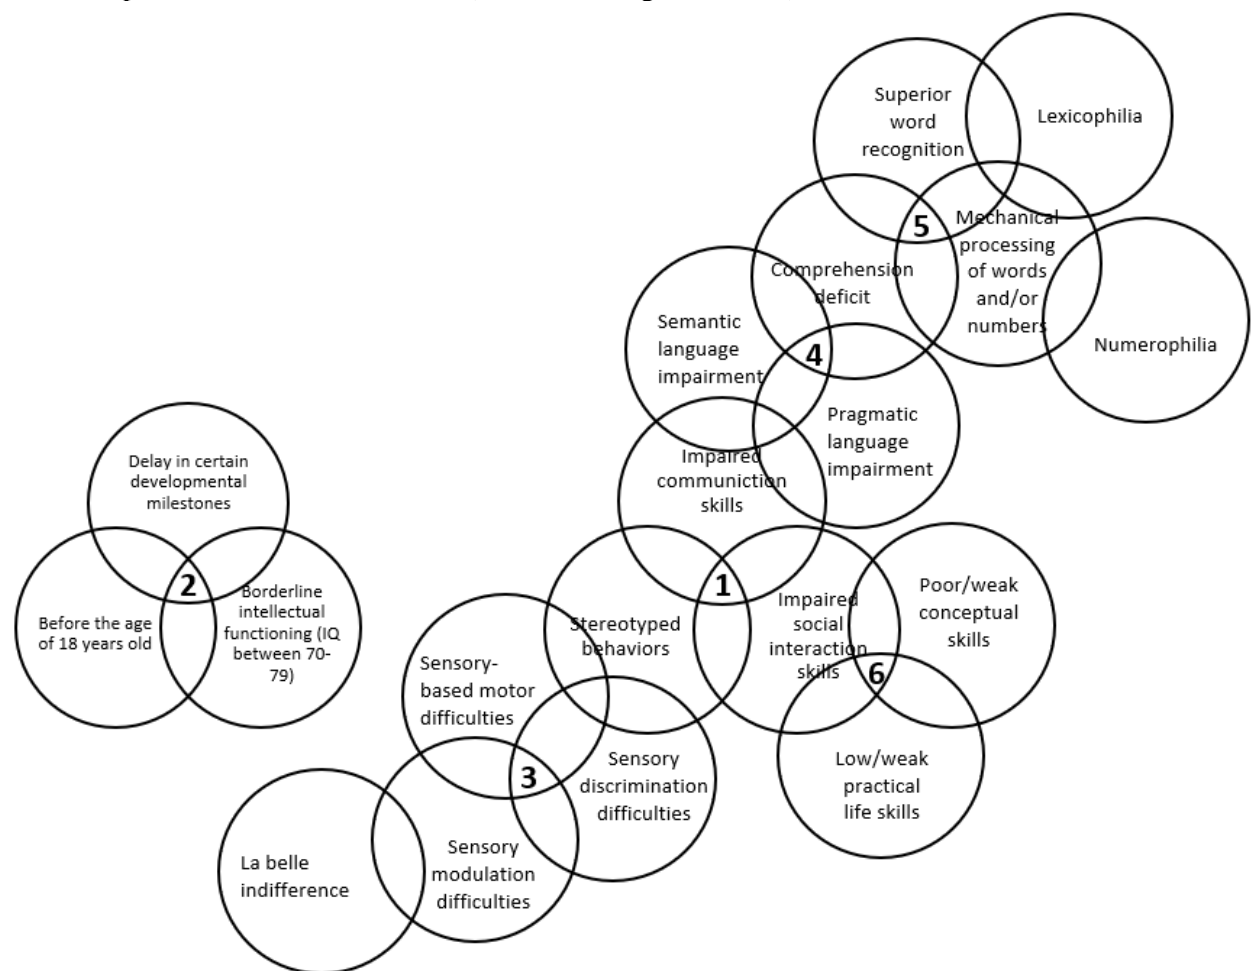 Superior
word
recognition
Lexicophilia
5
Mechanical
processing
of words
and/or
numbers
Comprehension
deficit
Numerophilia
Semantic
language
impairment
4
Pragmatic
language
impairment
Impaired
communiction
skills
Delay in certain
developmental
milestones
2
Before the age
of 18 years old
Borderline
intellectual
functioning (IQ
between 70-
79)
1
Stereotyped
behaviors
Impaired
social
interaction
skills
Poor/weak
conceptual
skills
6
Low/weak
practical
life skills
Sensory-
based motor
difficulties
3
Sensory
discrimination
difficulties
Sensory
modulation
difficulties
La belle
indifference